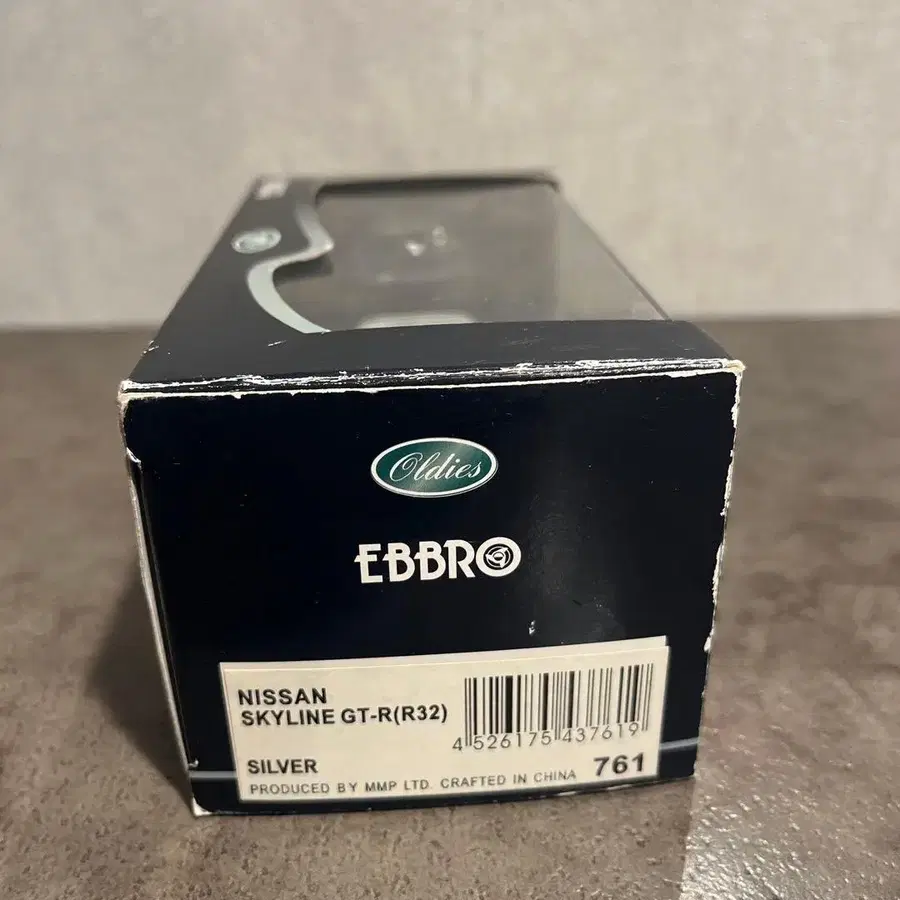 Oldies
EBBRO
NISSAN
SKYLINE GT-R(R32)
4 526175 437619
SILVER
761
PRODUCED BY MMP LTD. CRAFTED IN CHINA